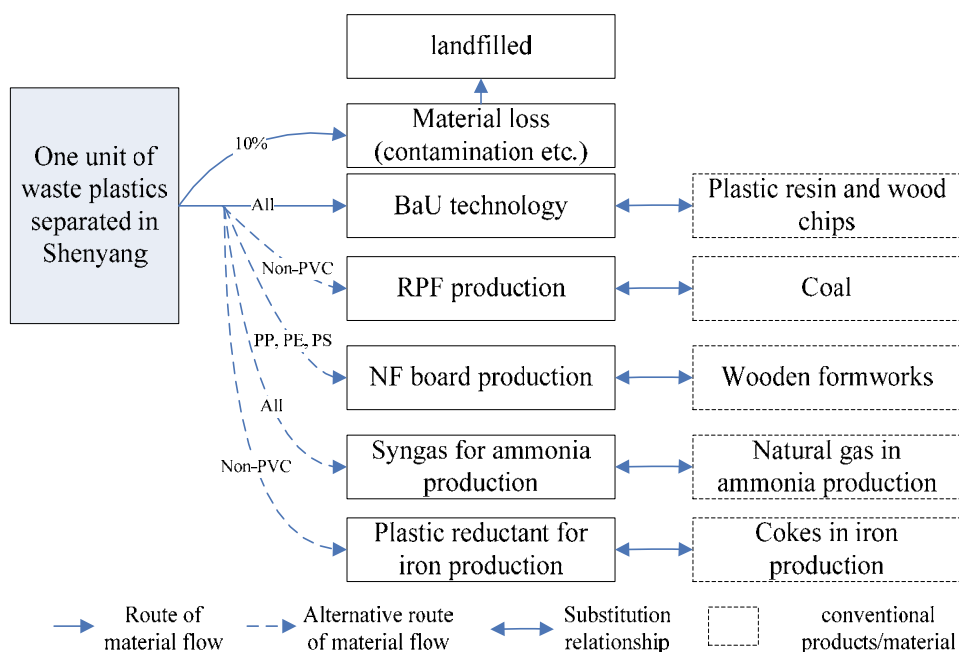 landfilled
One unit of
waste plastics
separated in
Shenyang
10%
Material loss
(contamination etc.)
All
BaU technology
Plastic resin and wood
chips
Non-PVC
RPF production
Coal
PP, PE, PS
NF board production
Wooden formworks
All
Syngas for ammonia
production
Natural gas in
ammonia production
Non-PVC
Plastic reductant for
iron production
Cokes in iron
production
Route of
material flow
Alternative route
of material flow
Substitution
relationship
conventional
products/material